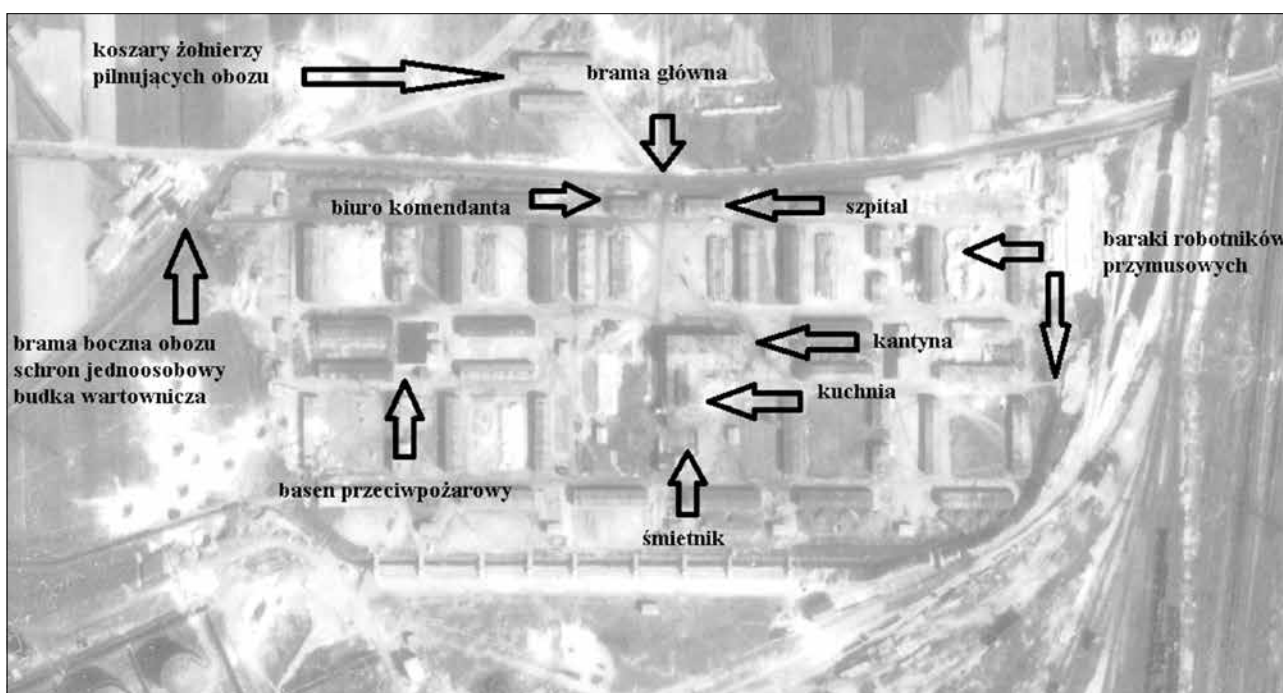 koszary żołnierzy
pilnujących obozu
brama główna
biuro komendanta
szpital
baraki robotników
przymusowych
brama boczna obozu
schron jednoosobowy
budka wartownicza
kantyna
kuchnia
basen przeciwpożarowy
śmietnik